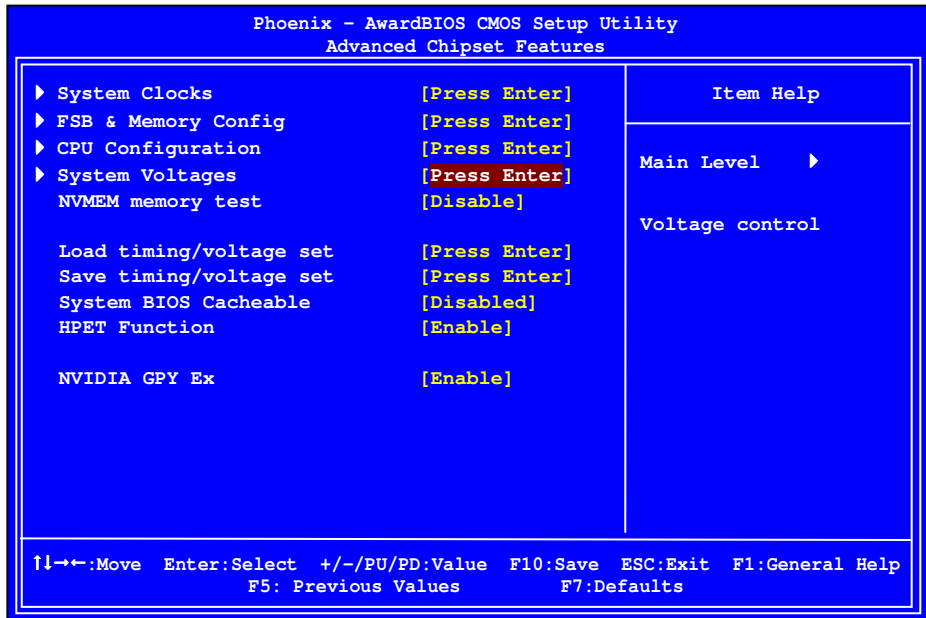 Phoenix – AwardBIOS CMOS Setup Utility
Advanced Chipset Features
System Clocks [Press Enter]
FSB & Memory Config [Press Enter]
CPU Configuration [Press Enter]
System Voltages [Press Enter]
NVMEM memory test [Disable]
Load timing/voltage set [Press Enter]
Save timing/voltage set [Press Enter]
System BIOS Cacheable [Disabled]
HPET Function [Enable]
NVIDIA GPY Ex [Enable]
Item Help
Main Level
Voltage control
↑↓→←:Move Enter:Select +/–/PU/PD:Value F10:Save ESC:Exit F1:General Help
F5: Previous Values F7:Defaults